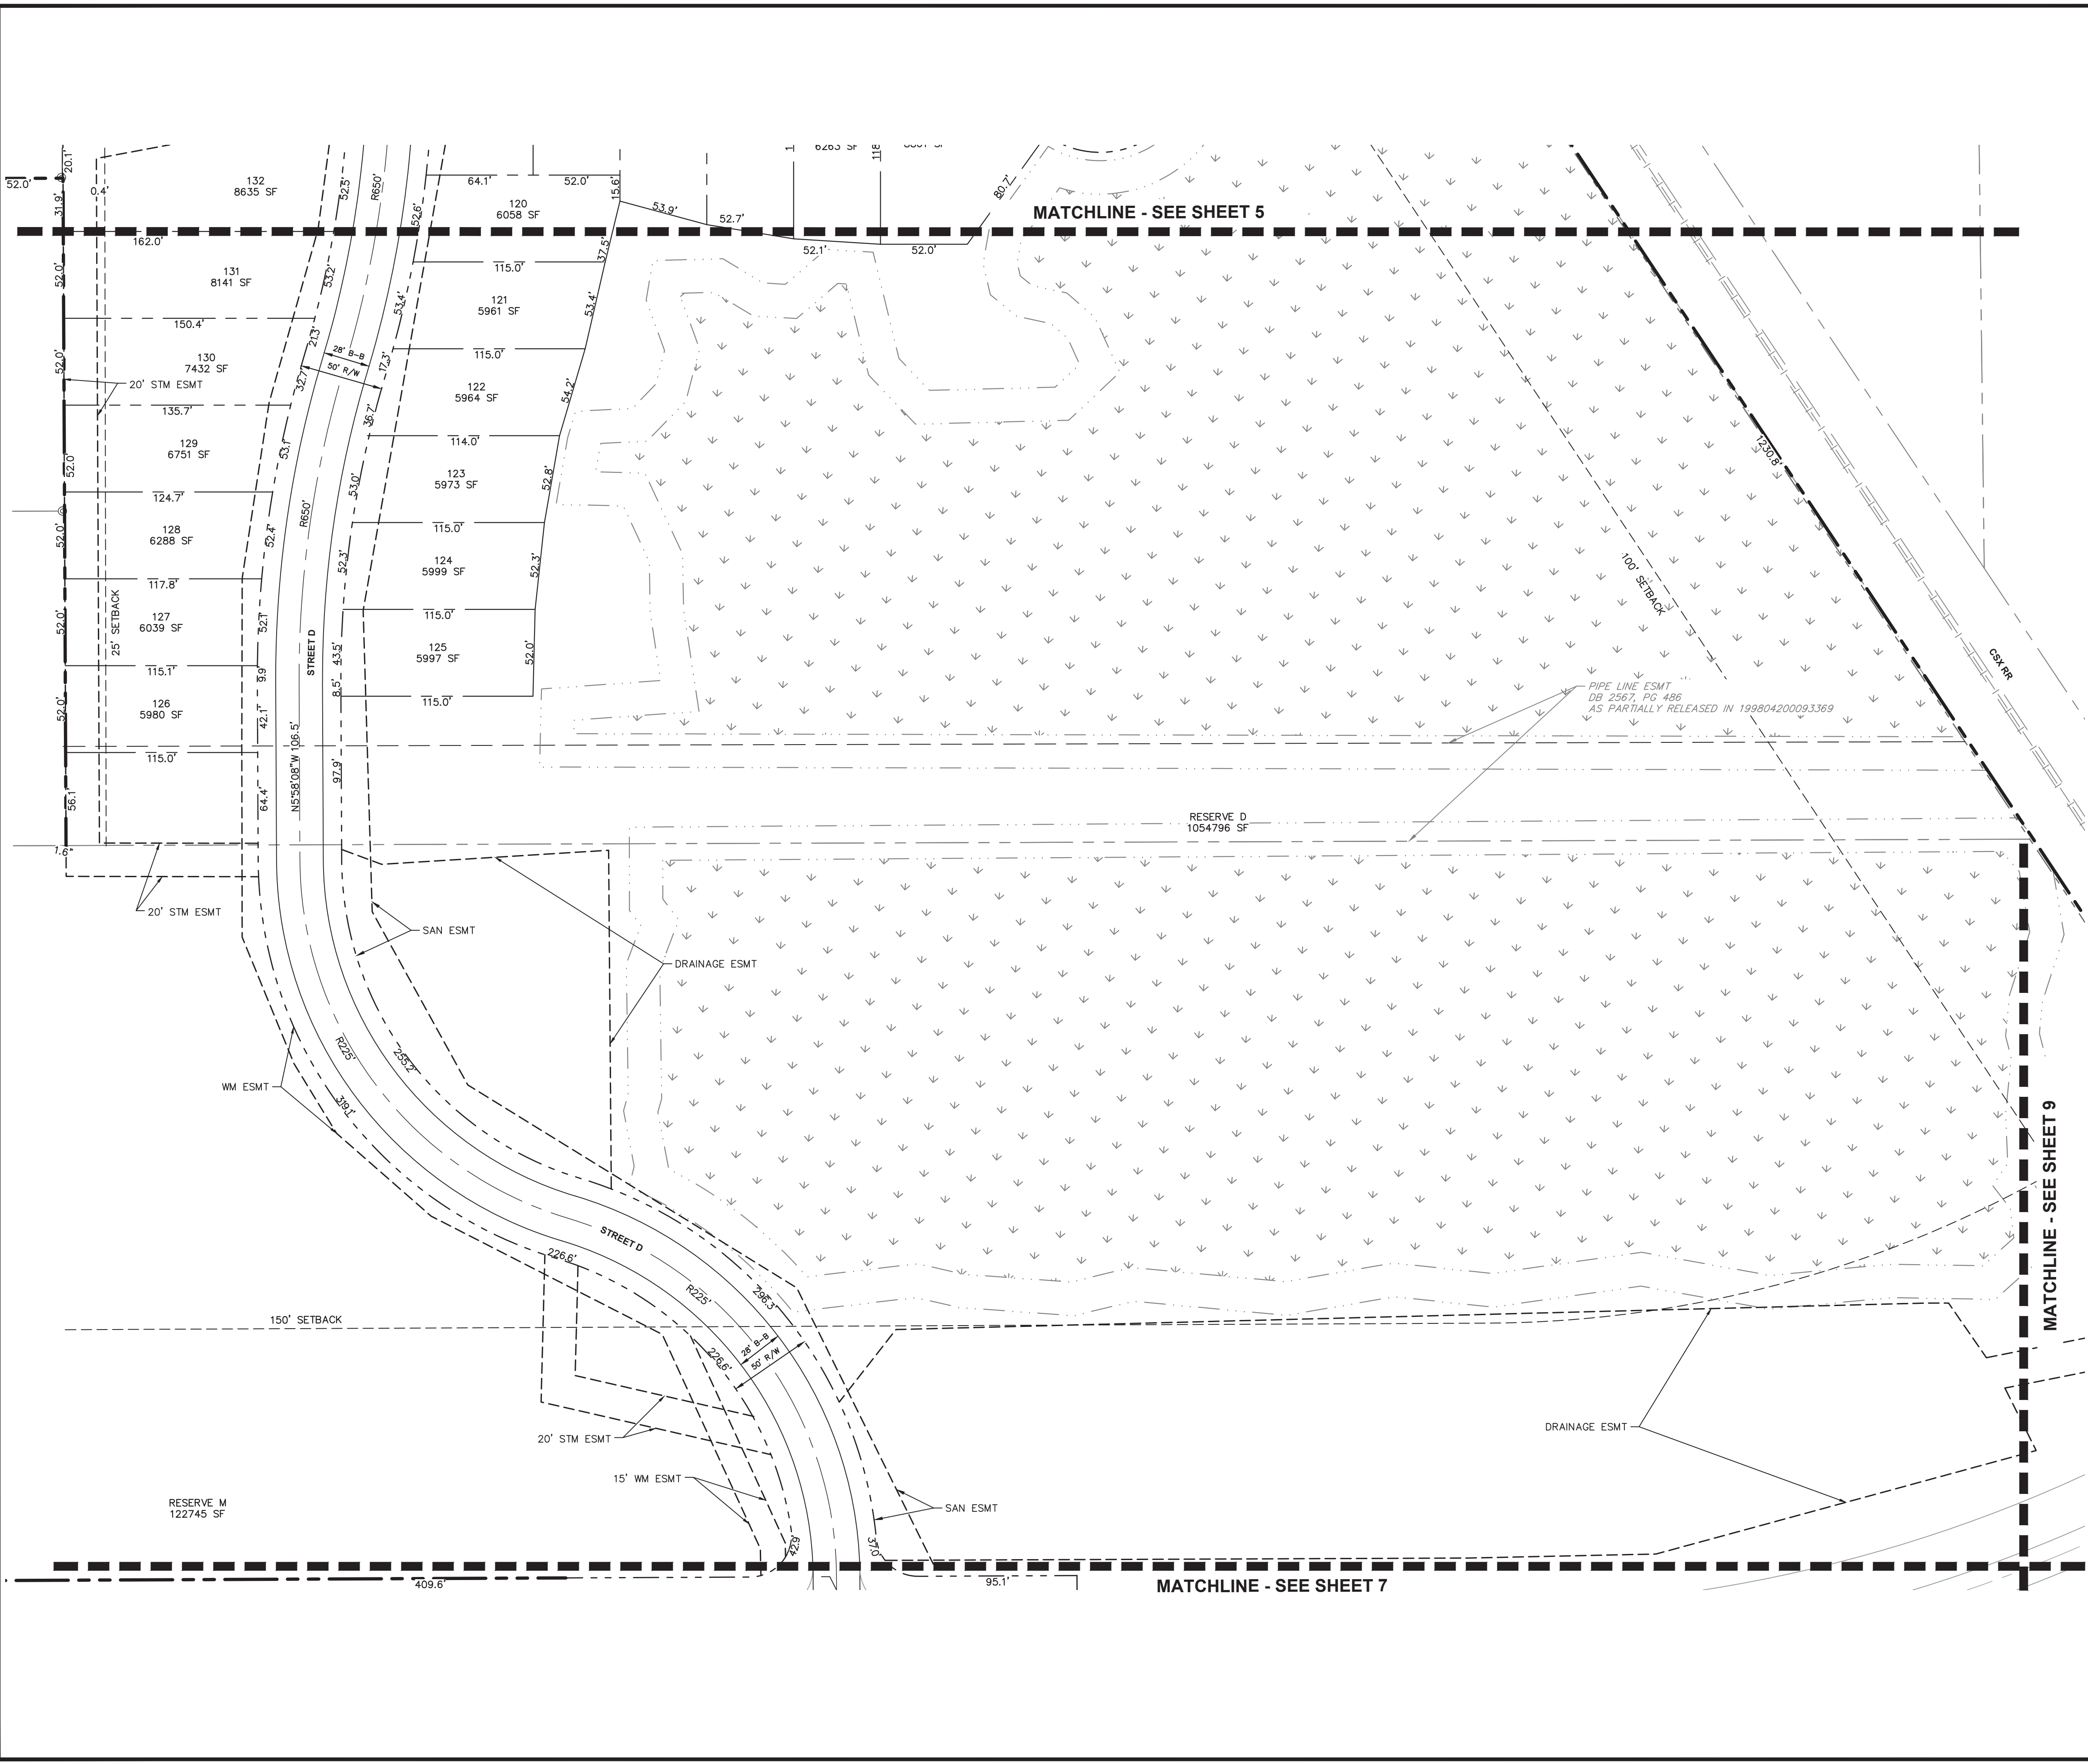 52.0'
20.1'
31.9'
0.4'
132
8635 SF
52.5'
R650'
64.1'
52.0'
15.6'
120
6058 SF
52.6'
53.9'
52.7'
6263 SF
118
80.7'
MATCHLINE - SEE SHEET 5
162.0'
37.5'
52.1'
52.0'
52.0'
131
8141 SF
53.2'
115.0'
121
5961 SF
53.4'
53.4'
150.4'
21.3'
28' B-B
50' R/W
17.3'
115.0'
52.0'
130
7432 SF
32.7'
20' STM ESMT
122
5964 SF
54.2'
135.7'
36.7'
114.0'
129
6751 SF
53.1'
52.0'
123
5973 SF
53.0'
52.8'
1230.8'
124.7'
R650'
115.0'
52.0'
128
6288 SF
52.4'
52.3'
124
5999 SF
52.3'
117.8'
100' SETBACK
25' SETBACK
52.0'
127
6039 SF
52.1'
STREET D
115.0'
43.5'
125
5997 SF
52.0'
CSX RR
115.1'
9.9'
8.5'
115.0'
52.0'
126
5980 SF
42.1'
PIPE LINE ESMT
DB 2567, PG 486
AS PARTIALLY RELEASED IN 199804200093369
N5°58'08"W 106.5'
115.0'
97.9'
56.1'
64.4'
RESERVE D
1054796 SF
1.6"
20' STM ESMT
SAN ESMT
DRAINAGE ESMT
R225'
255.2'
WM ESMT
319.1'
MATCHLINE - SEE SHEET 9
STREET D
226.6'
R225'
296.3'
150' SETBACK
28' B-B
50' R/W
226.6'
20' STM ESMT
DRAINAGE ESMT
15' WM ESMT
RESERVE M
122745 SF
SAN ESMT
42.9'
37.0'
409.6'
95.1'
MATCHLINE - SEE SHEET 7